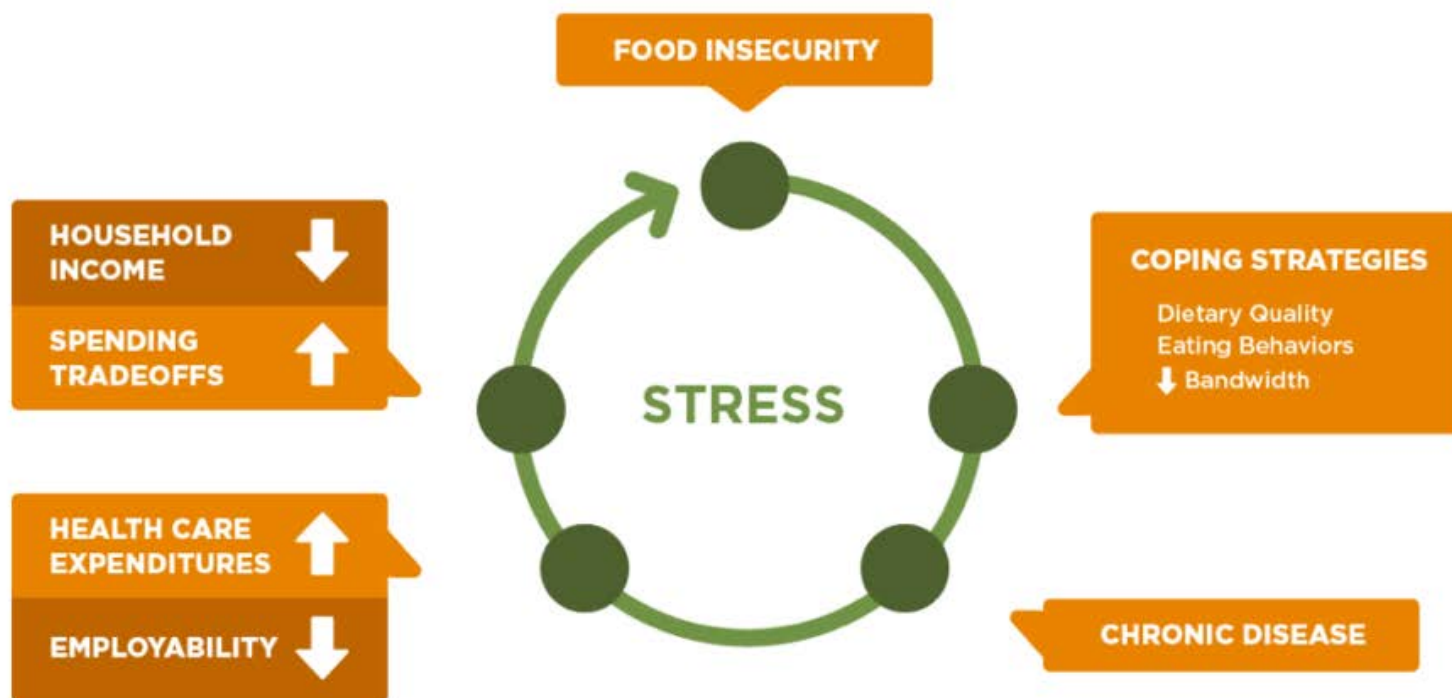 FOOD INSECURITY
COPING STRATEGIES
Dietary Quality
Eating Behaviors
Bandwidth
CHRONIC DISEASE
HEALTH CARE
EXPENDITURES
EMPLOYABILITY
HOUSEHOLD
INCOME
SPENDING
TRADEOFFS
STRESS